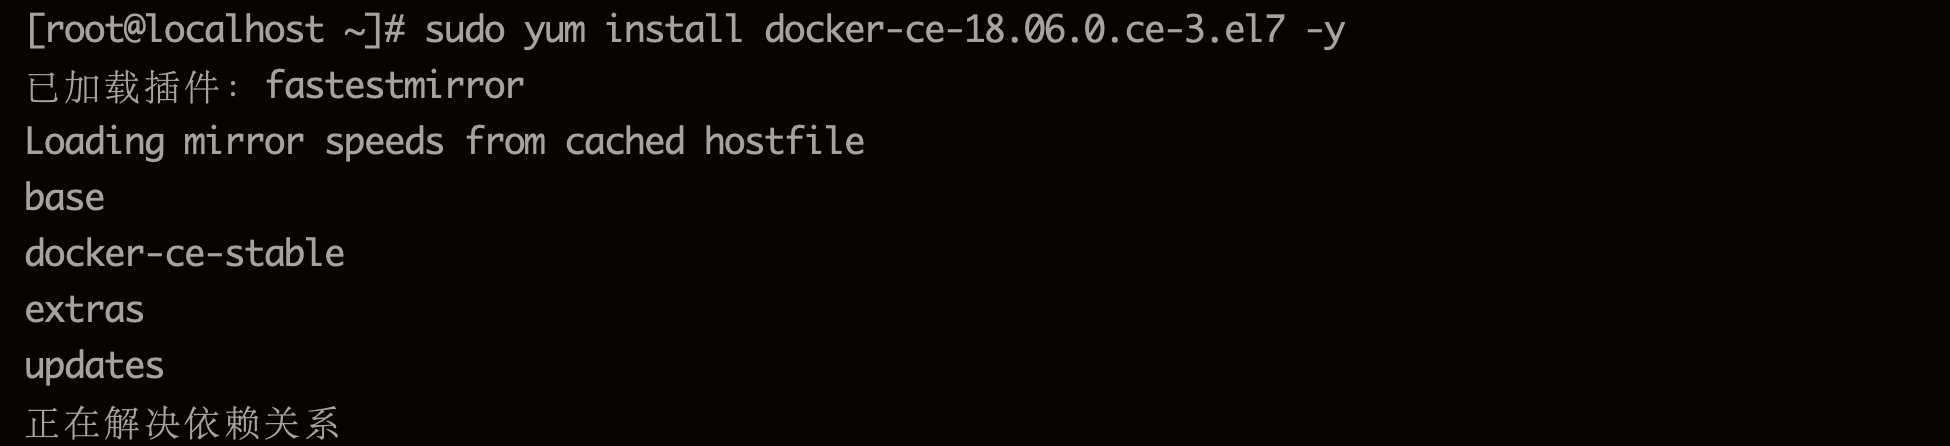 [root@localhost ~]# sudo yum install docker-ce-18.06.0.ce-3.el7 -y
已加载插件：fastestmirror
Loading mirror speeds from cached hostfile
base
docker-ce-stable
extras
updates
正在解决依赖关系